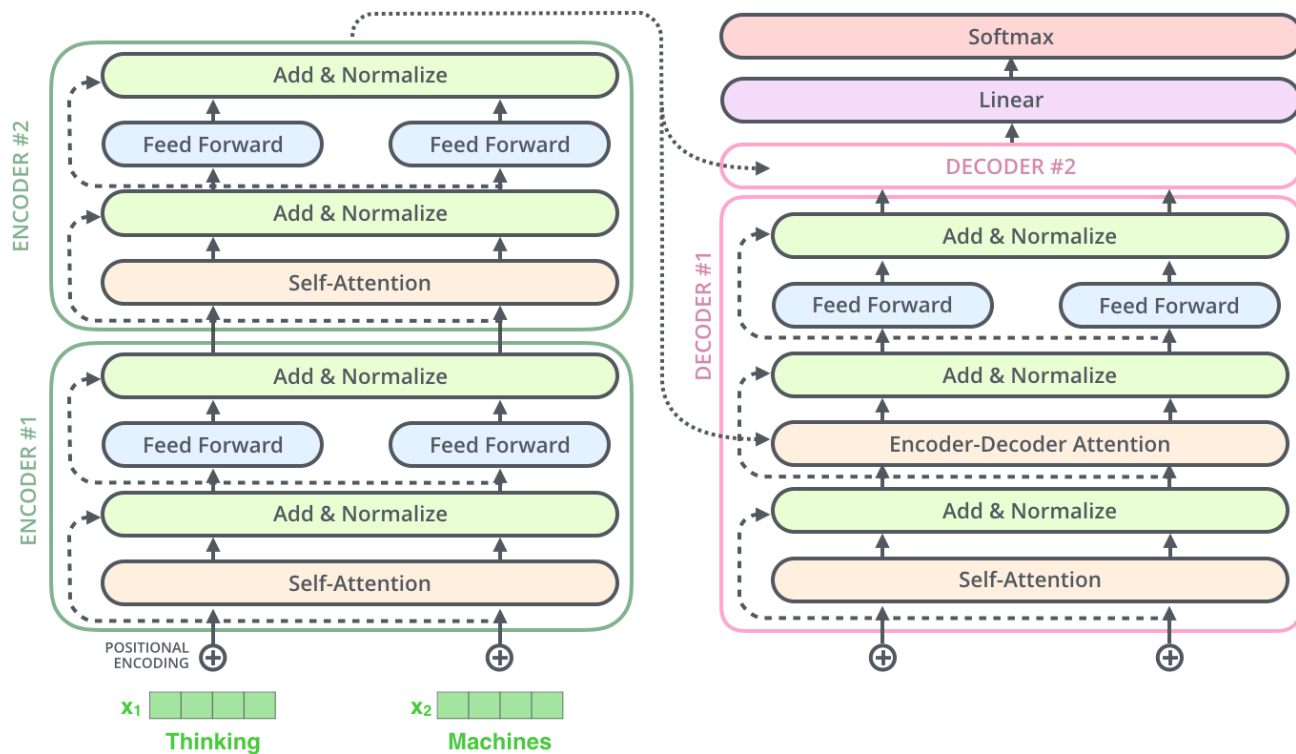 ENCODER #2
Add & Normalize
Feed Forward
Feed Forward
Add & Normalize
Self-Attention
ENCODER #1
Add & Normalize
Feed Forward
Feed Forward
Add & Normalize
Self-Attention
POSITIONAL
ENCODING
x1
x2
Thinking
Machines
Softmax
Linear
DECODER #2
DECODER #1
Add & Normalize
Feed Forward
Feed Forward
Add & Normalize
Encoder-Decoder Attention
Add & Normalize
Self-Attention